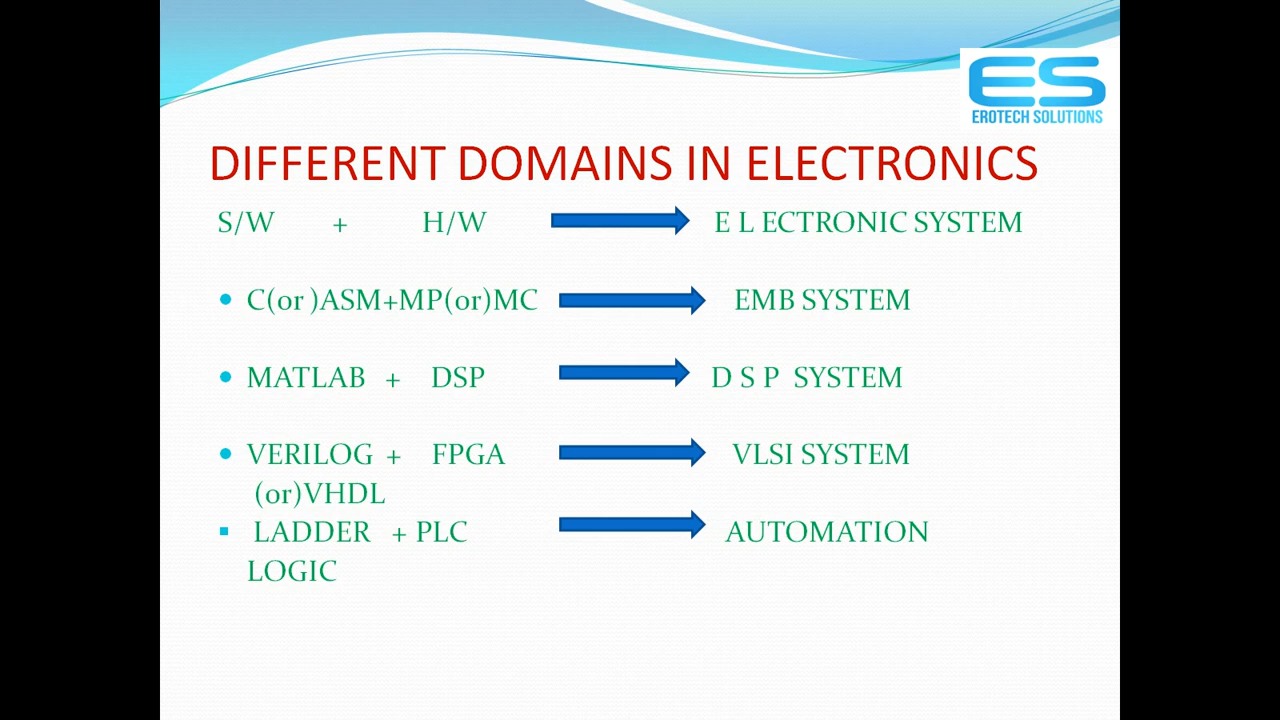 ES
EROTECH SOLUTIONS
DIFFERENT DOMAINS IN ELECTRONICS
S/W + H/W E L ECTRONIC SYSTEM
C(or )ASM+MP(or)MC EMB SYSTEM
MATLAB + DSP D S P SYSTEM
VERILOG + FPGA VLSI SYSTEM
(or)VHDL
LADDER + PLC AUTOMATION
LOGIC